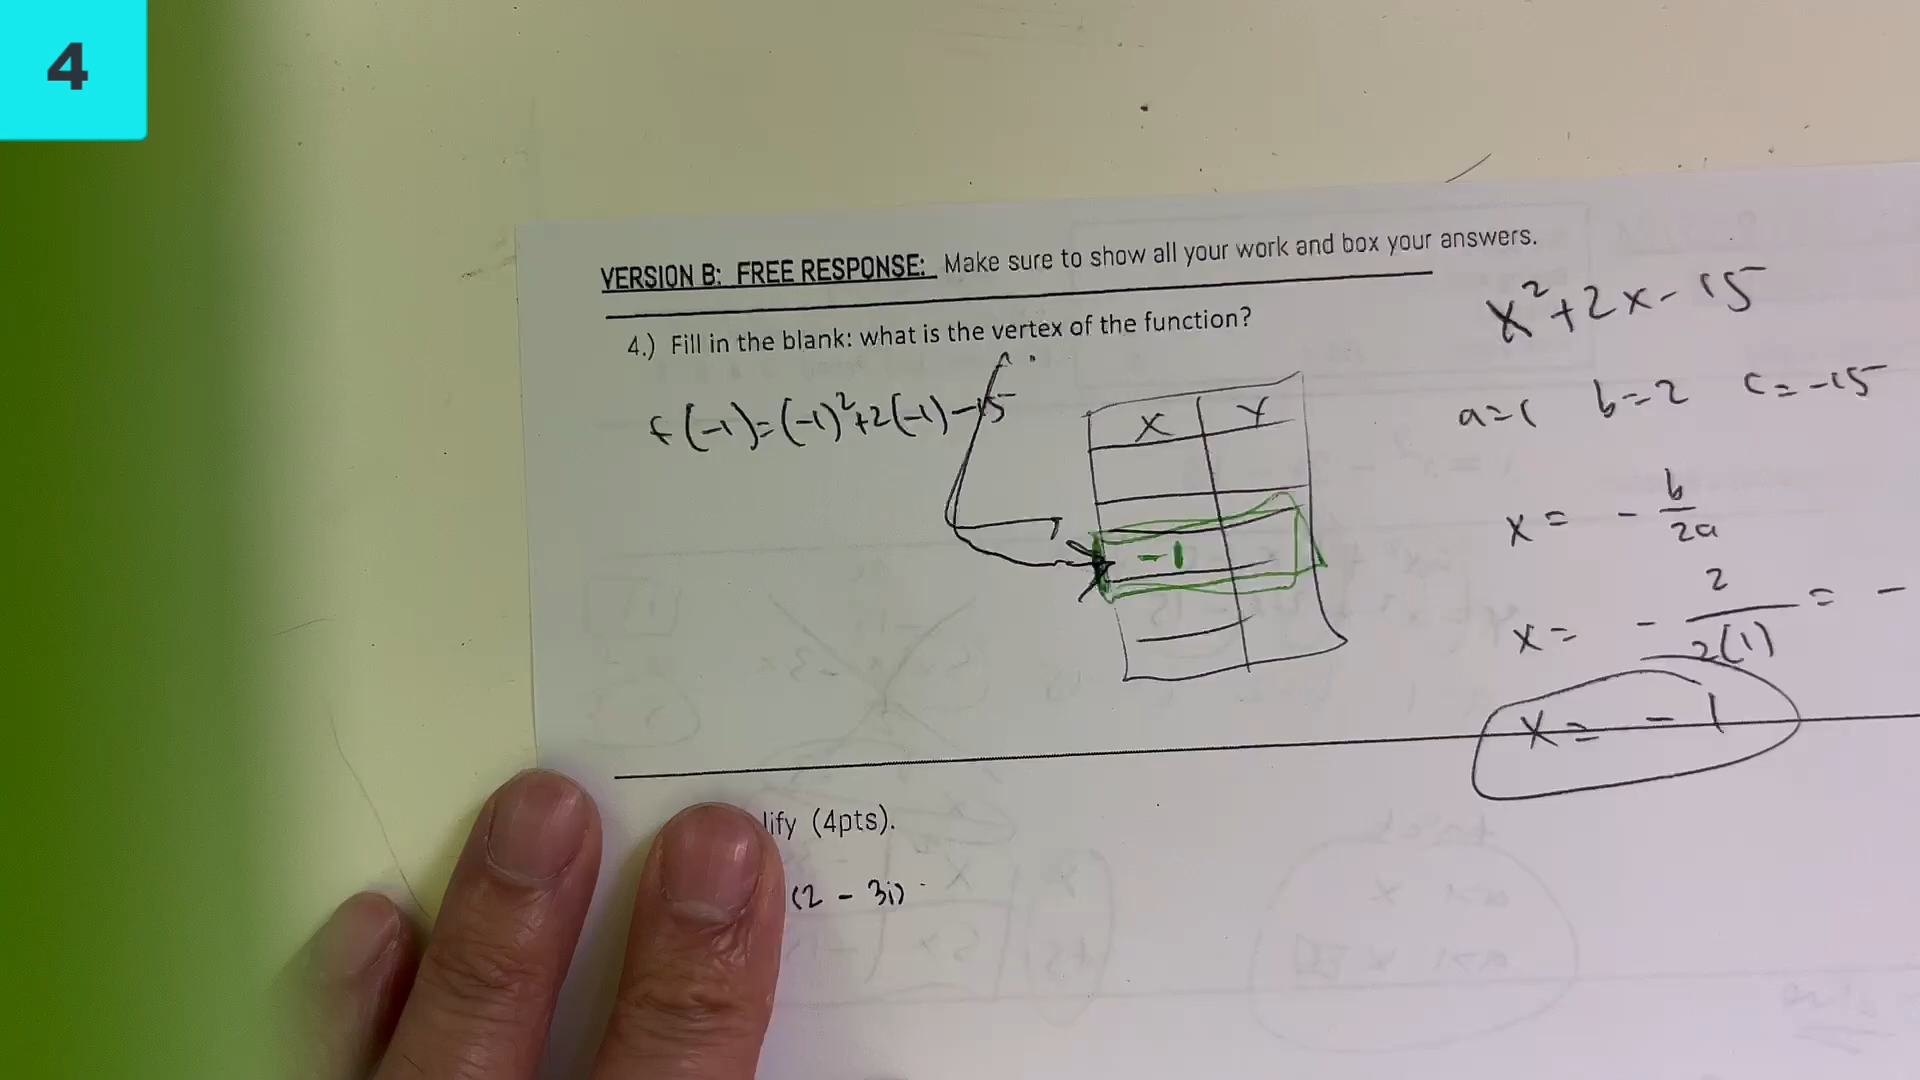 4
VERSION B: FREE RESPONSE: Make sure to show all your work and box your answers.
4.) Fill in the blank: what is the vertex of the function?
f(-1)=(-1)²+2(-1)-15
X Y
-1
x²+2x-15
a=1 b=2 c=-15
x = - b/2a
x = - 2/2(1) = -
x = -1
lify (4pts).
(2 - 3i)